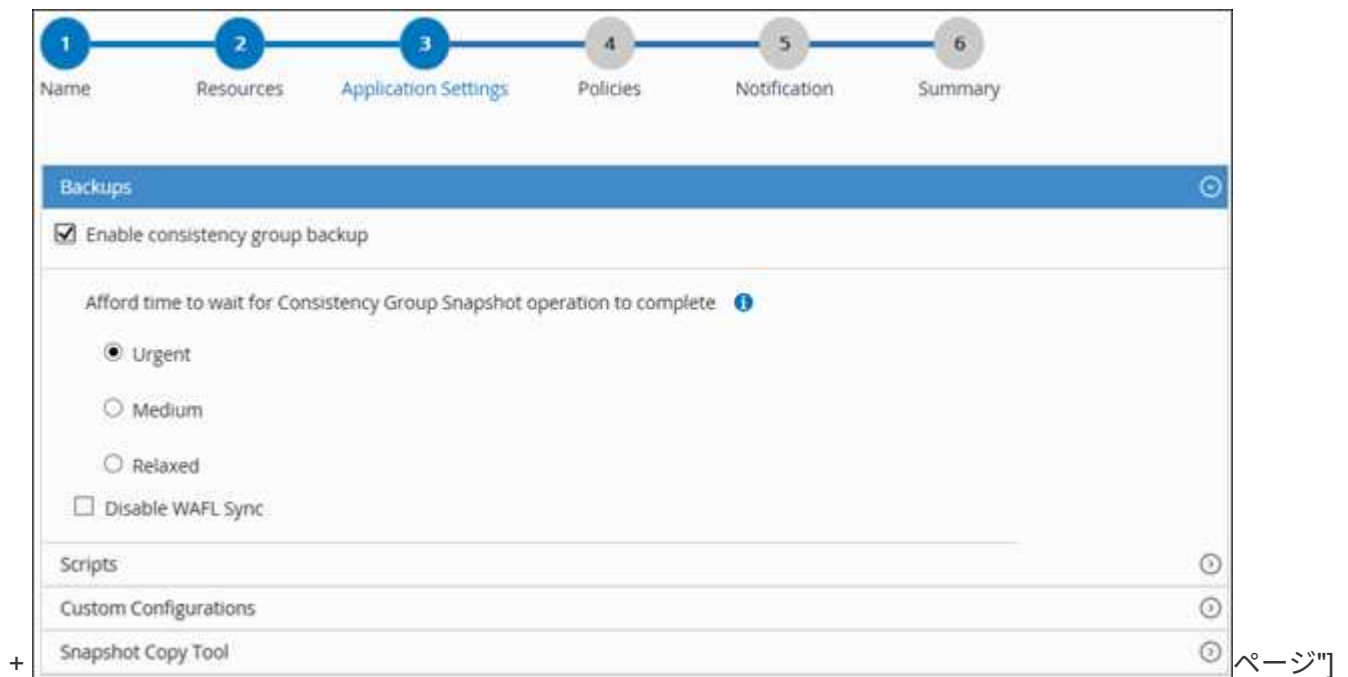 1 2 3 4 5 6
Name Resources Application Settings Policies Notification Summary
Backups
Enable consistency group backup
Afford time to wait for Consistency Group Snapshot operation to complete
Urgent
Medium
Relaxed
Disable WAFL Sync
Scripts
Custom Configurations
Snapshot Copy Tool
+ ページ"]